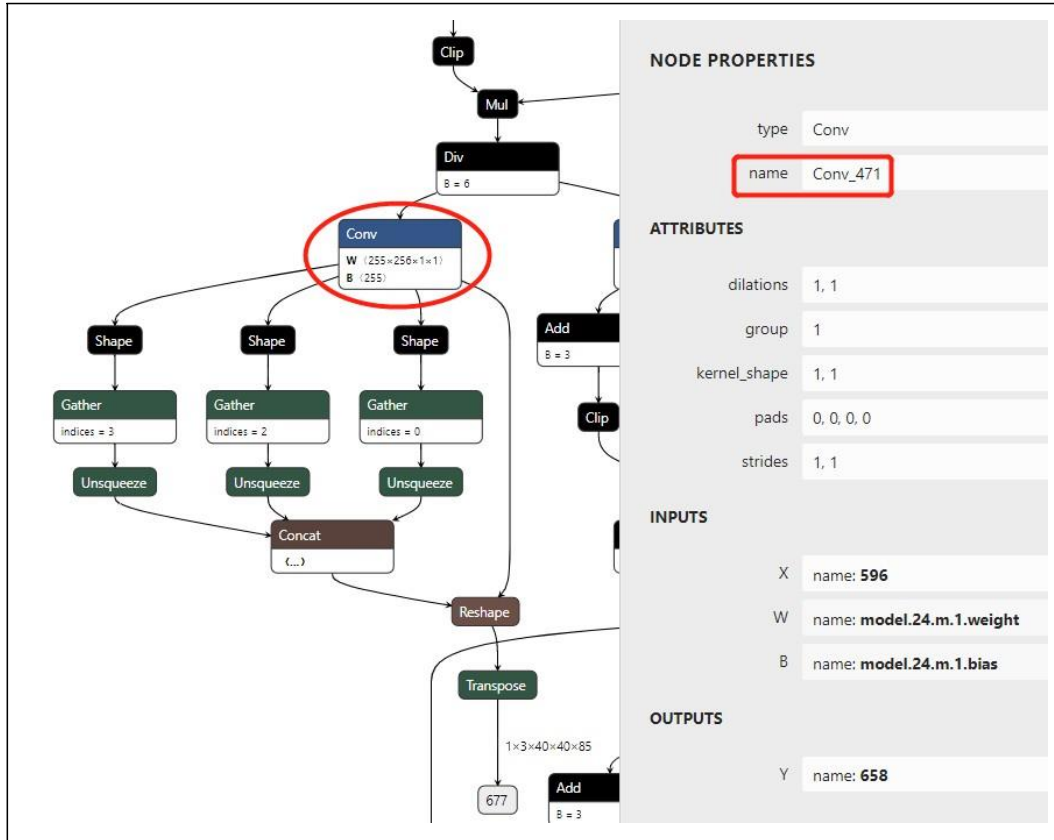 Clip
Mul
Div
B = 6
Conv
W (255×256×1×1)
B (255)
Shape
Shape
Shape
Add
B = 3
Gather
indices = 3
Gather
indices = 2
Gather
indices = 0
Clip
Unsqueeze
Unsqueeze
Unsqueeze
Concat
{...}
Reshape
Transpose
1×3×40×40×85
677
Add
B = 3
NODE PROPERTIES
type Conv
name Conv_471
ATTRIBUTES
dilations 1, 1
group 1
kernel_shape 1, 1
pads 0, 0, 0, 0
strides 1, 1
INPUTS
X name: 596
W name: model.24.m.1.weight
B name: model.24.m.1.bias
OUTPUTS
Y name: 658